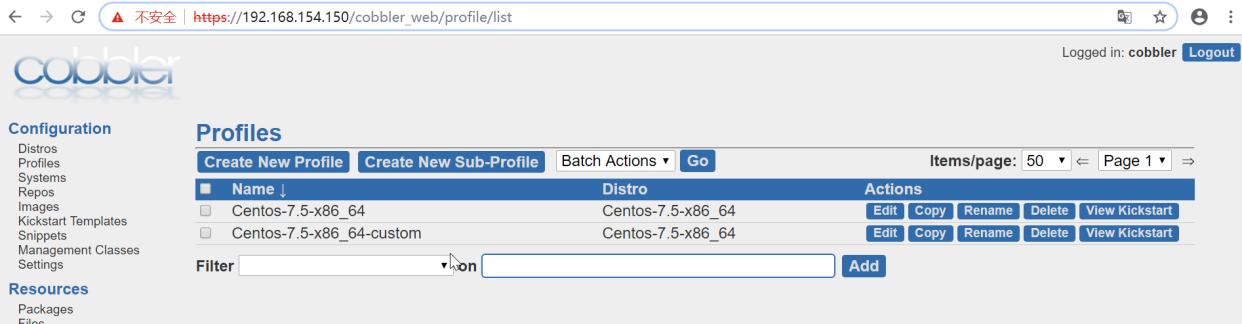 不安全 https://192.168.154.150/cobbler_web/profile/list
Logged in: cobbler Logout
cobbler
Configuration
Distros
Profiles
Systems
Repos
Images
Kickstart Templates
Snippets
Management Classes
Settings
Resources
Packages
Files
Profiles
Create New Profile Create New Sub-Profile Batch Actions Go Items/page: 50 ⇐ Page 1 ⇒
Name ↓ Distro Actions
Centos-7.5-x86_64 Centos-7.5-x86_64 Edit Copy Rename Delete View Kickstart
Centos-7.5-x86_64-custom Centos-7.5-x86_64 Edit Copy Rename Delete View Kickstart
Filter on Add